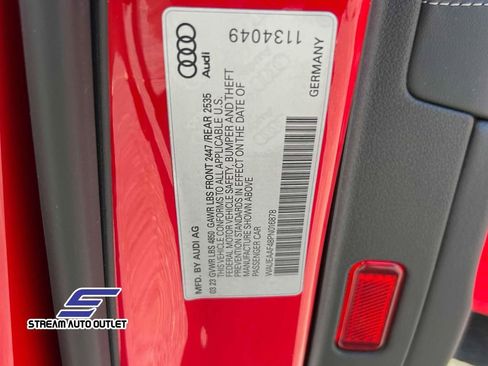 Audi
1134049
GERMANY
MFD. BY AUDI AG
03 23 GVWR LBS 4850 GAWR LBS FRONT 2447 / REAR 2535
THIS VEHICLE CONFORMS TO ALL APPLICABLE U.S.
FEDERAL MOTOR VEHICLE SAFETY, BUMPER AND THEFT
PREVENTION STANDARDS IN EFFECT ON THE DATE OF
MANUFACTURE SHOWN ABOVE.
PASSENGER CAR
WAUEAAF48PN016878
STREAM AUTO OUTLET